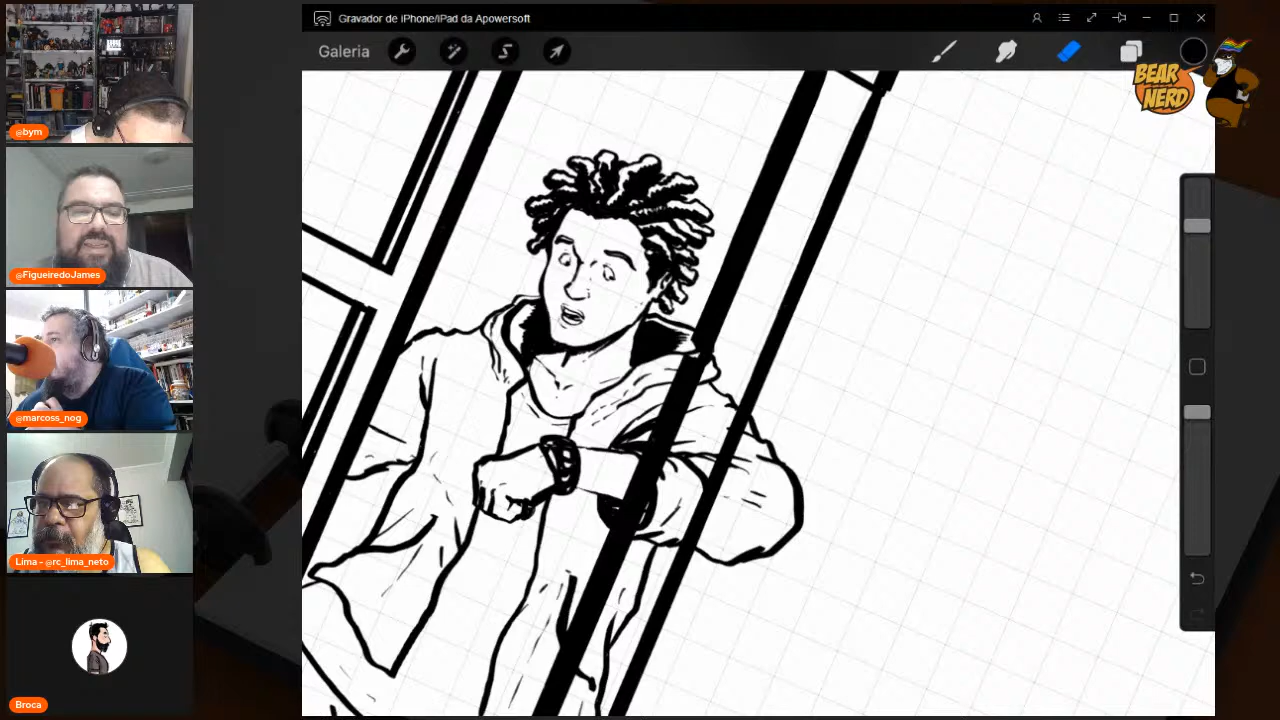 Gravador de iPhone/iPad da Apowersoft
Galeria
BEAR
NERD
@bym
@FigueiredoJames
@marcoss_nog
Lima - @rc_lima_neto
Broca